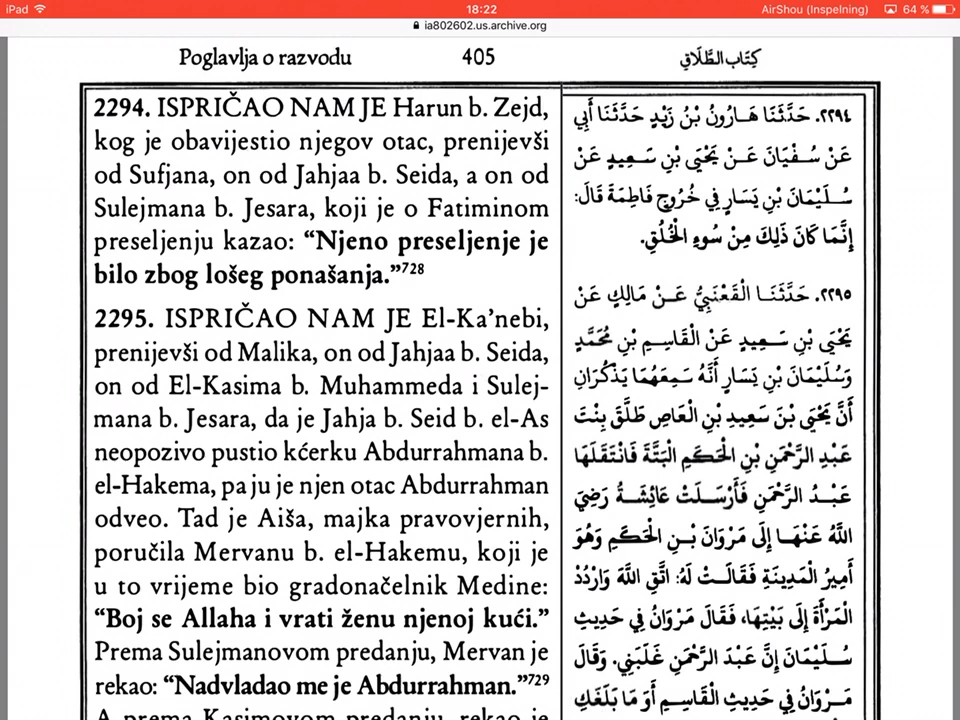 iPad 18:22 AirShou (Inspelning) 64 %
ia802602.us.archive.org
Poglavlja o razvodu 405 كِتَابُ الطَّلَاقِ
2294. ISPRIČAO NAM JE Harun b. Zejd,
kog je obavijestio njegov otac, prenijevši
od Sufjana, on od Jahjaa b. Seida, a on od
Sulejmana b. Jesara, koji je o Fatiminom
preseljenju kazao: “Njeno preseljenje je
bilo zbog lošeg ponašanja.”728
2295. ISPRIČAO NAM JE El-Ka’nebi,
prenijevši od Malika, on od Jahjaa b. Seida,
on od El-Kasima b. Muhammeda i Sulej-
mana b. Jesara, da je Jahja b. Seid b. el-As
neopozivo pustio kćerku Abdurrahmana b.
el-Hakema, pa ju je njen otac Abdurrahman
odveo. Tad je Aiša, majka pravovjernih,
poručila Mervanu b. el-Hakemu, koji je
u to vrijeme bio gradonačelnik Medine:
“Boj se Allaha i vrati ženu njenoj kući.”
Prema Sulejmanovom predanju, Mervan je
rekao: “Nadvladao me je Abdurrahman.”729
A prema Kasimovom predanju, rekao je
٢٢٩٤. حَدَّثَنَا هَارُونُ بْنُ زَيْدٍ حَدَّثَنَا أَبِي
عَنْ سُفْيَانَ عَنْ يَحْيَى بْنِ سَعِيدٍ عَنْ
سُلَيْمَانَ بْنِ يَسَارٍ فِي خُرُوجِ فَاطِمَةَ قَالَ:
إِنَّمَا كَانَ ذَلِكَ مِنْ سُوءِ الْخُلُقِ.
٢٢٩٥. حَدَّثَنَا الْقَعْنَبِيُّ عَنْ مَالِكٍ عَنْ
يَحْيَى بْنِ سَعِيدٍ عَنْ الْقَاسِمِ بْنِ مُحَمَّدٍ
وَسُلَيْمَانَ بْنِ يَسَارٍ أَنَّهُ سَمِعَهُمَا يَذْكُرَانِ
أَنَّ يَحْيَى بْنَ سَعِيدِ بْنِ الْعَاصِ طَلَّقَ بِنْتَ
عَبْدِ الرَّحْمَنِ بْنِ الْحَكَمِ الْبَتَّةَ فَانْتَقَلَهَا
عَبْدُ الرَّحْمَنِ فَأَرْسَلَتْ عَائِشَةُ رَضِيَ
اللَّهُ عَنْهَا إِلَى مَرْوَانَ بْنِ الْحَكَمِ وَهُوَ
أَمِيرُ الْمَدِينَةِ فَقَالَتْ لَهُ: اتَّقِ اللَّهَ وَارْدُدْ
الْمَرْأَةَ إِلَى بَيْتِهَا، فَقَالَ مَرْوَانُ فِي حَدِيثِ
سُلَيْمَانَ إِنَّ عَبْدَ الرَّحْمَنِ غَلَبَنِي. وَقَالَ
مَرْوَانُ فِي حَدِيثِ الْقَاسِمِ أَوَ مَا بَلَغَكِ